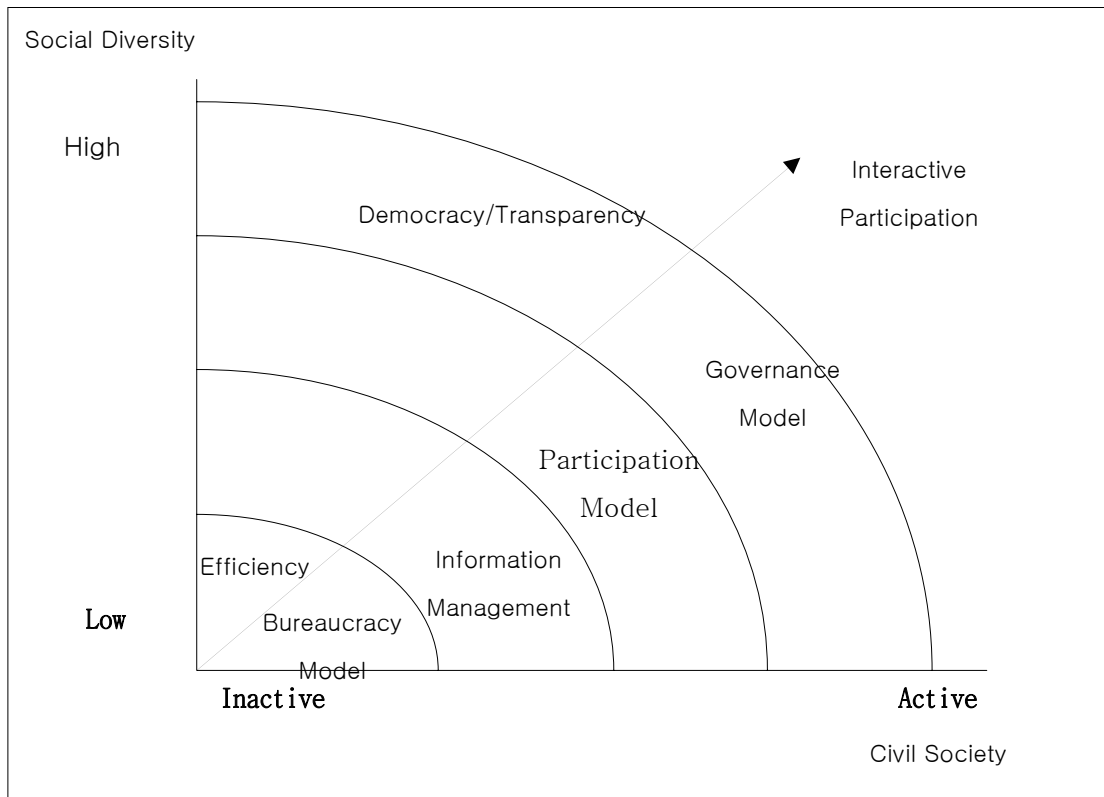 Social Diversity
High
Interactive
Participation
Democracy/Transparency
Governance
Model
Participation
Model
Efficiency
Information
Management
Low
Bureaucracy
Model
Inactive
Active
Civil Society